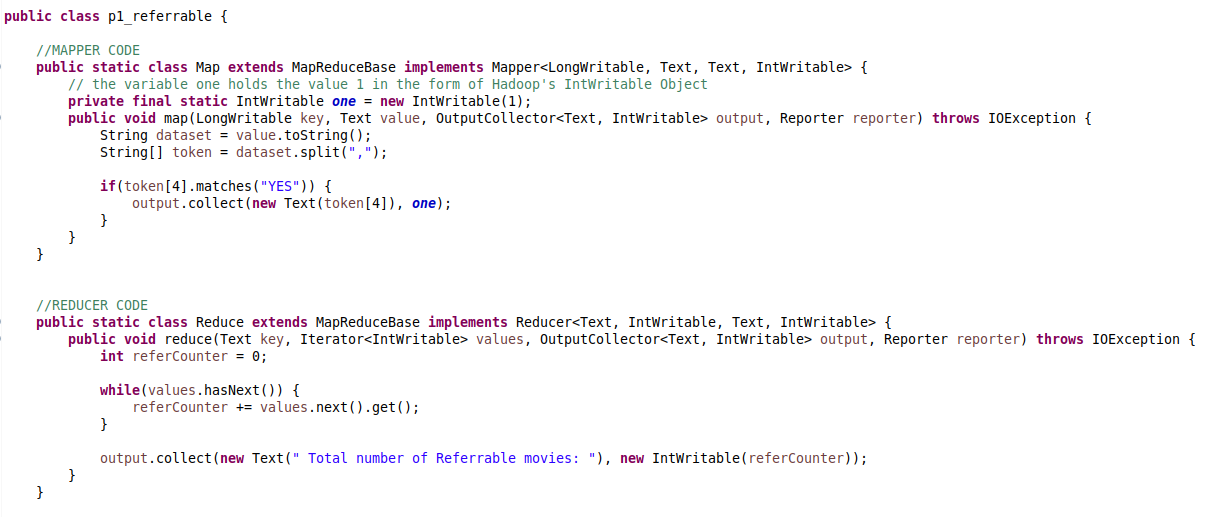 public class p1_referrable {
//MAPPER CODE
public static class Map extends MapReduceBase implements Mapper<LongWritable, Text, Text, IntWritable> {
// the variable one holds the value 1 in the form of Hadoop's IntWritable Object
private final static IntWritable one = new IntWritable(1);
public void map(LongWritable key, Text value, OutputCollector<Text, IntWritable> output, Reporter reporter) throws IOException {
String dataset = value.toString();
String[] token = dataset.split(",");
if(token[4].matches("YES")) {
output.collect(new Text(token[4]), one);
}
}
}
//REDUCER CODE
public static class Reduce extends MapReduceBase implements Reducer<Text, IntWritable, Text, IntWritable> {
public void reduce(Text key, Iterator<IntWritable> values, OutputCollector<Text, IntWritable> output, Reporter reporter) throws IOException {
int referCounter = 0;
while(values.hasNext()) {
referCounter += values.next().get();
}
output.collect(new Text(" Total number of Referrable movies: "), new IntWritable(referCounter));
}
}